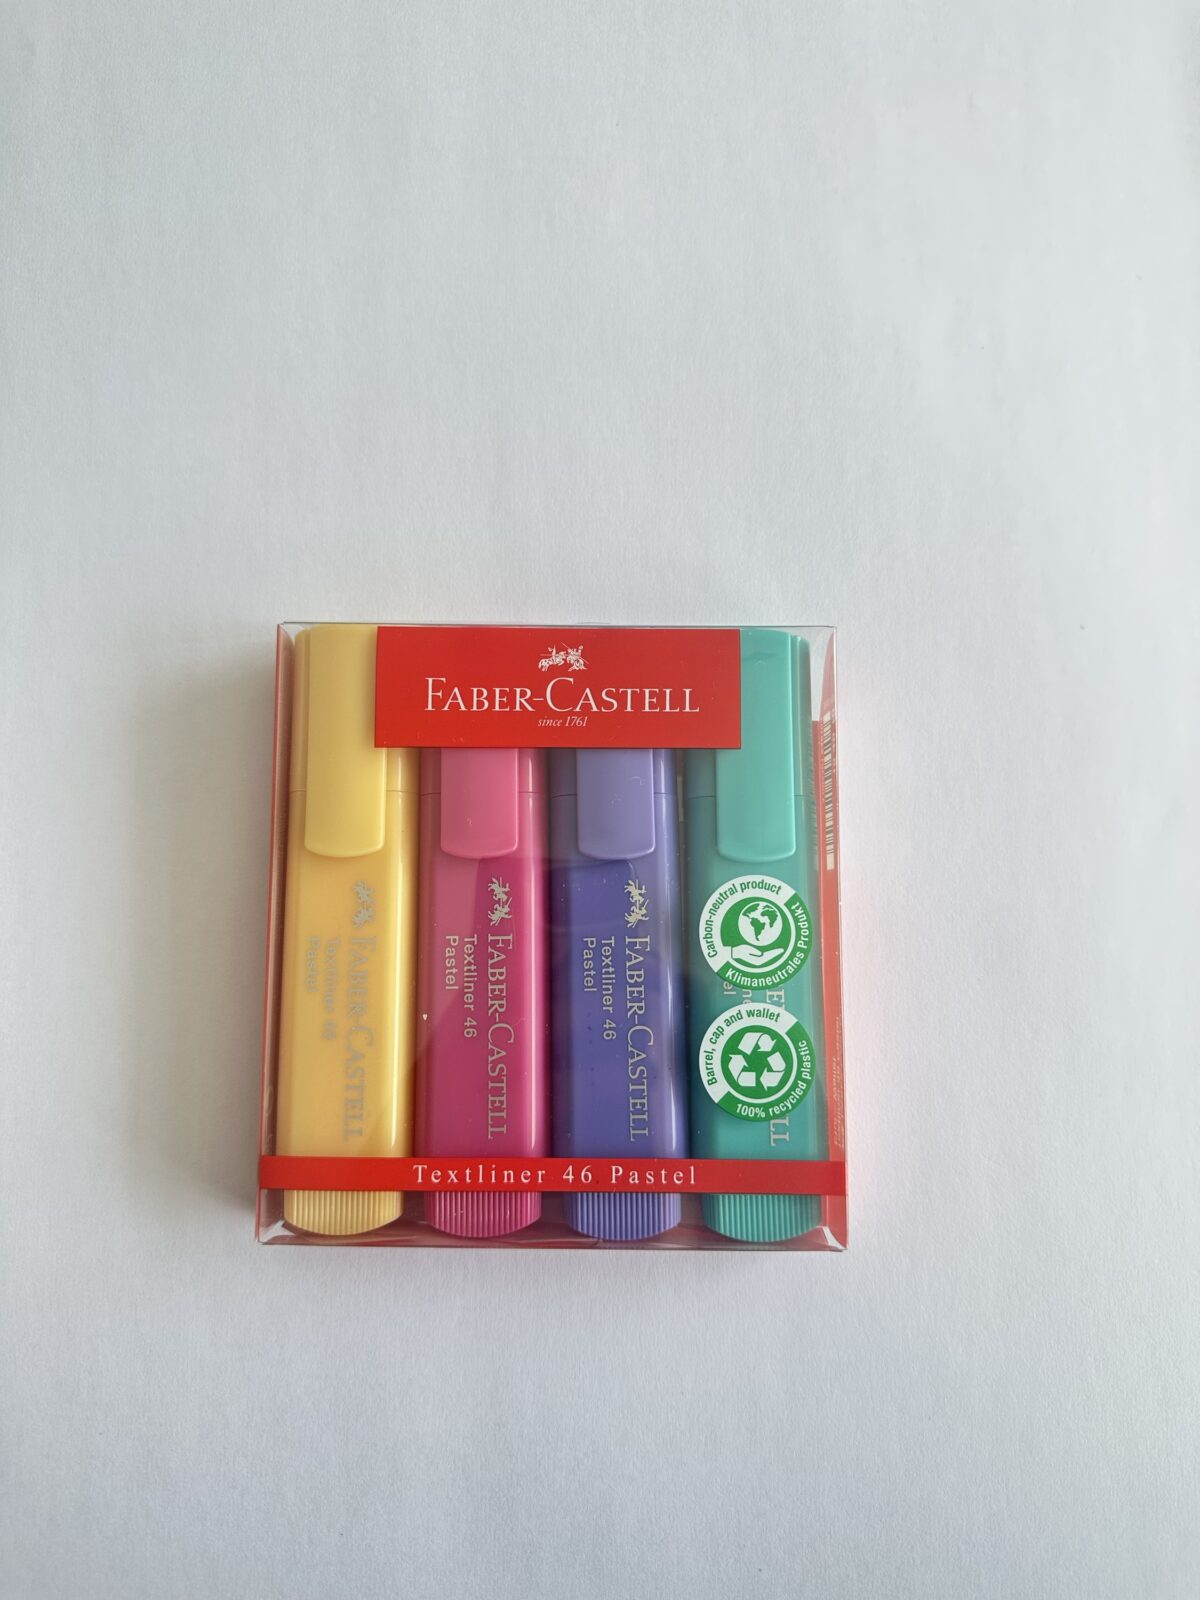 FABER-CASTELL
since 1761
FABER-CASTELL
Textliner 46
Pastel
FABER-CASTELL
Textliner 46
Pastel
FABER-CASTELL
Textliner 46
Pastel
Carbon-neutral product
Klimaneutrales Produkt
Barrel, cap and wallet
100% recycled plastic
Textliner 46 Pastel